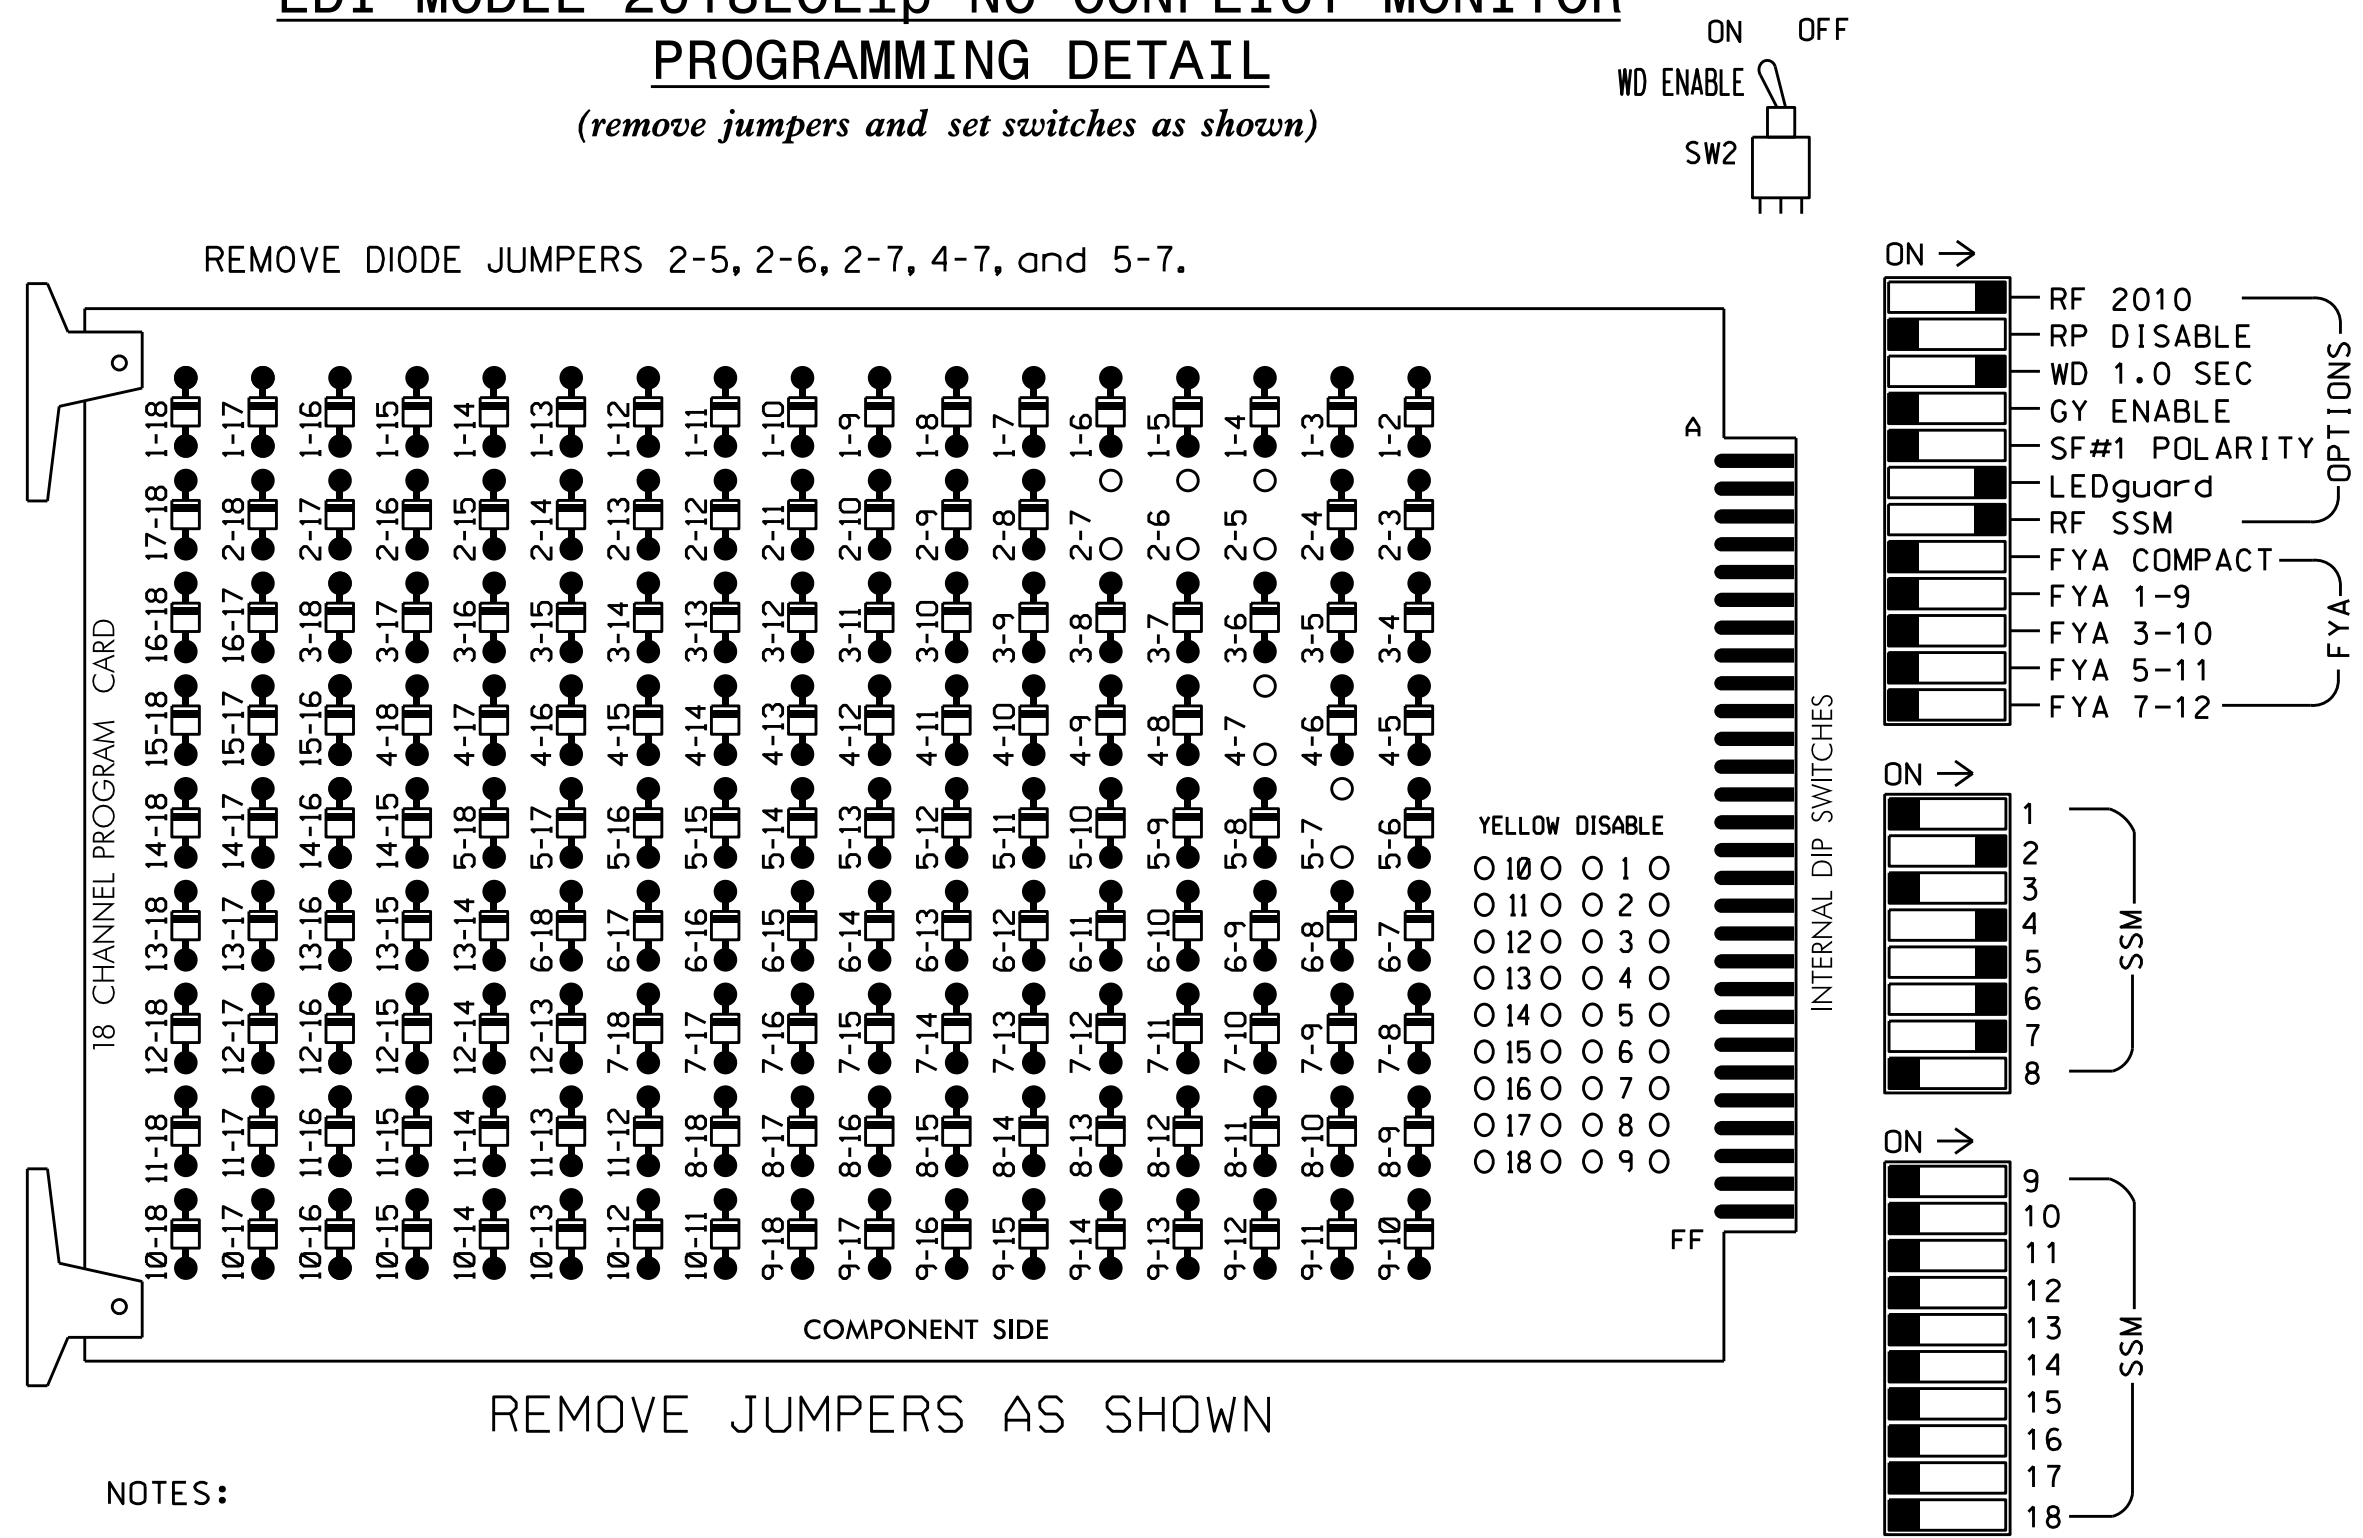 PROGRAMMING DETAIL
(remove jumpers and set switches as shown)
ON OFF
WD ENABLE
SW2
REMOVE DIODE JUMPERS 2-5, 2-6, 2-7, 4-7, and 5-7.
18 CHANNEL PROGRAM CARD
1-18 1-17 1-16 1-15 1-14 1-13 1-12 1-11 1-10 1-9 1-8 1-7 1-6 1-5 1-4 1-3 1-2
17-18 2-18 2-17 2-16 2-15 2-14 2-13 2-12 2-11 2-10 2-9 2-8 2-7 2-6 2-5 2-4 2-3
16-18 16-17 3-18 3-17 3-16 3-15 3-14 3-13 3-12 3-11 3-10 3-9 3-8 3-7 3-6 3-5 3-4
15-18 15-17 15-16 4-18 4-17 4-16 4-15 4-14 4-13 4-12 4-11 4-10 4-9 4-8 4-7 4-6 4-5
14-18 14-17 14-16 14-15 5-18 5-17 5-16 5-15 5-14 5-13 5-12 5-11 5-10 5-9 5-8 5-7 5-6
13-18 13-17 13-16 13-15 13-14 6-18 6-17 6-16 6-15 6-14 6-13 6-12 6-11 6-10 6-9 6-8 6-7
12-18 12-17 12-16 12-15 12-14 12-13 7-18 7-17 7-16 7-15 7-14 7-13 7-12 7-11 7-10 7-9 7-8
11-18 11-17 11-16 11-15 11-14 11-13 11-12 8-18 8-17 8-16 8-15 8-14 8-13 8-12 8-11 8-10 8-9
10-18 10-17 10-16 10-15 10-14 10-13 10-12 10-11 9-18 9-17 9-16 9-15 9-14 9-13 9-12 9-11 9-10
A
YELLOW DISABLE
10 1
11 2
12 3
13 4
14 5
15 6
16 7
17 8
18 9
FF
COMPONENT SIDE
INTERNAL DIP SWITCHES
ON
RF 2010
RP DISABLE
WD 1.0 SEC
GY ENABLE
SF#1 POLARITY
LEDguard
RF SSM
OPTIONS
FYA COMPACT
FYA 1-9
FYA 3-10
FYA 5-11
FYA 7-12
FYA
ON
1
2
3
4
5
6
7
8
SSM
ON
9
10
11
12
13
14
15
16
17
18
SSM
REMOVE JUMPERS AS SHOWN
NOTES: